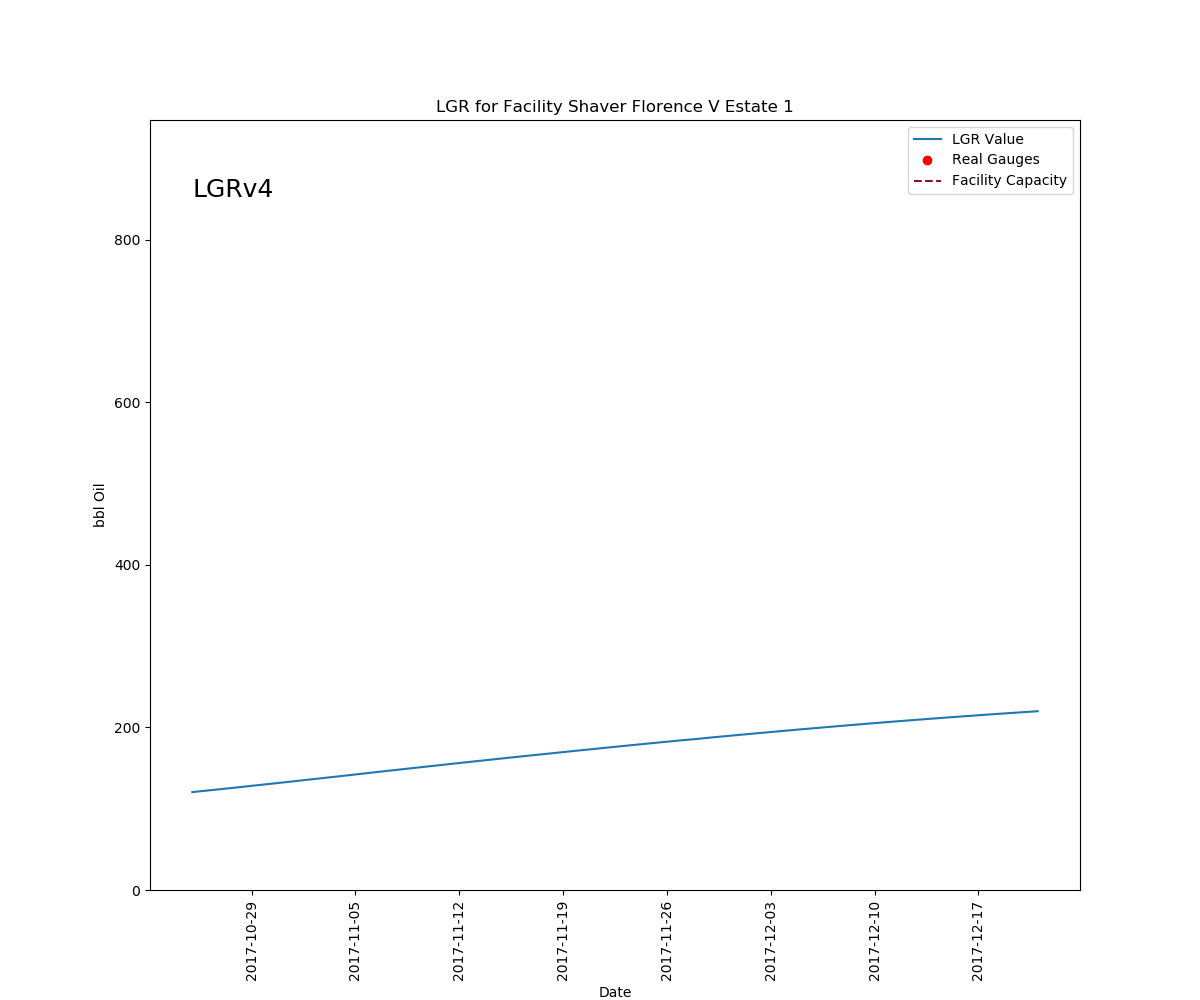 LGR for Facility Shaver Florence V Estate 1
LGR Value
Real Gauges
Facility Capacity
LGRv4
800
600
400
200
0
bbl Oil
2017-10-29
2017-11-05
2017-11-12
2017-11-19
2017-11-26
2017-12-03
2017-12-10
2017-12-17
Date